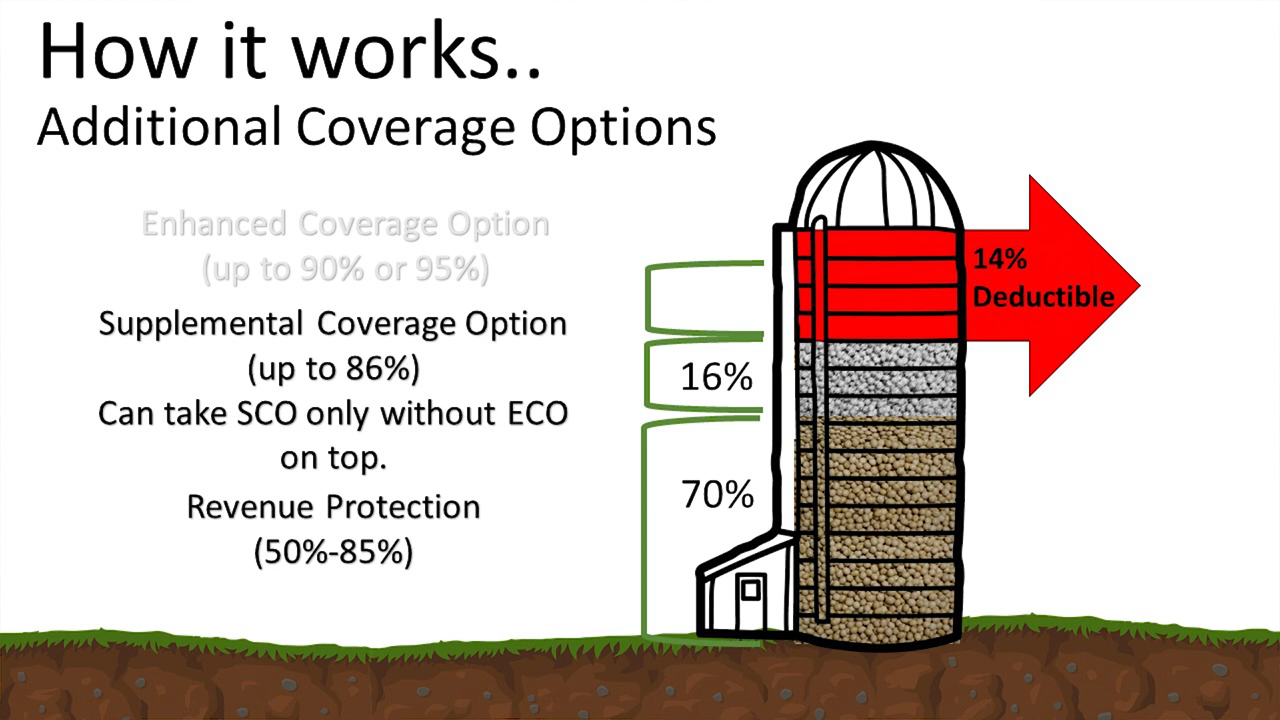 How it works..
Additional Coverage Options
Enhanced Coverage Option
(up to 90% or 95%)
Supplemental Coverage Option
(up to 86%)
Can take SCO only without ECO
on top.
Revenue Protection
(50%-85%)
16%
70%
14%
Deductible